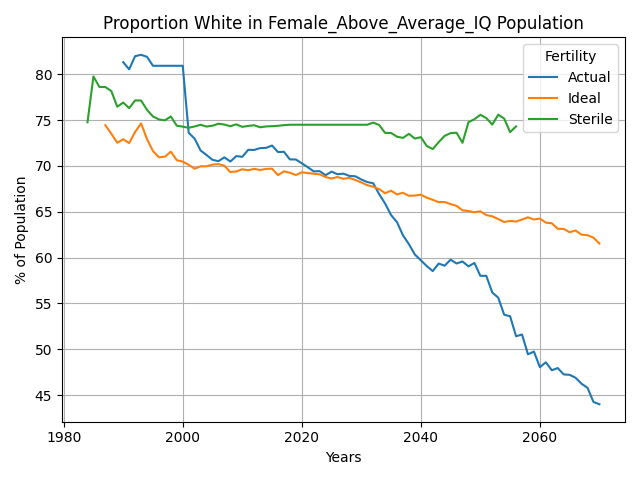 Proportion White in Female_Above_Average_IQ Population
% of Population
80
75
70
65
60
55
50
45
Fertility
Actual
Ideal
Sterile
1980
2000
2020
2040
2060
Years